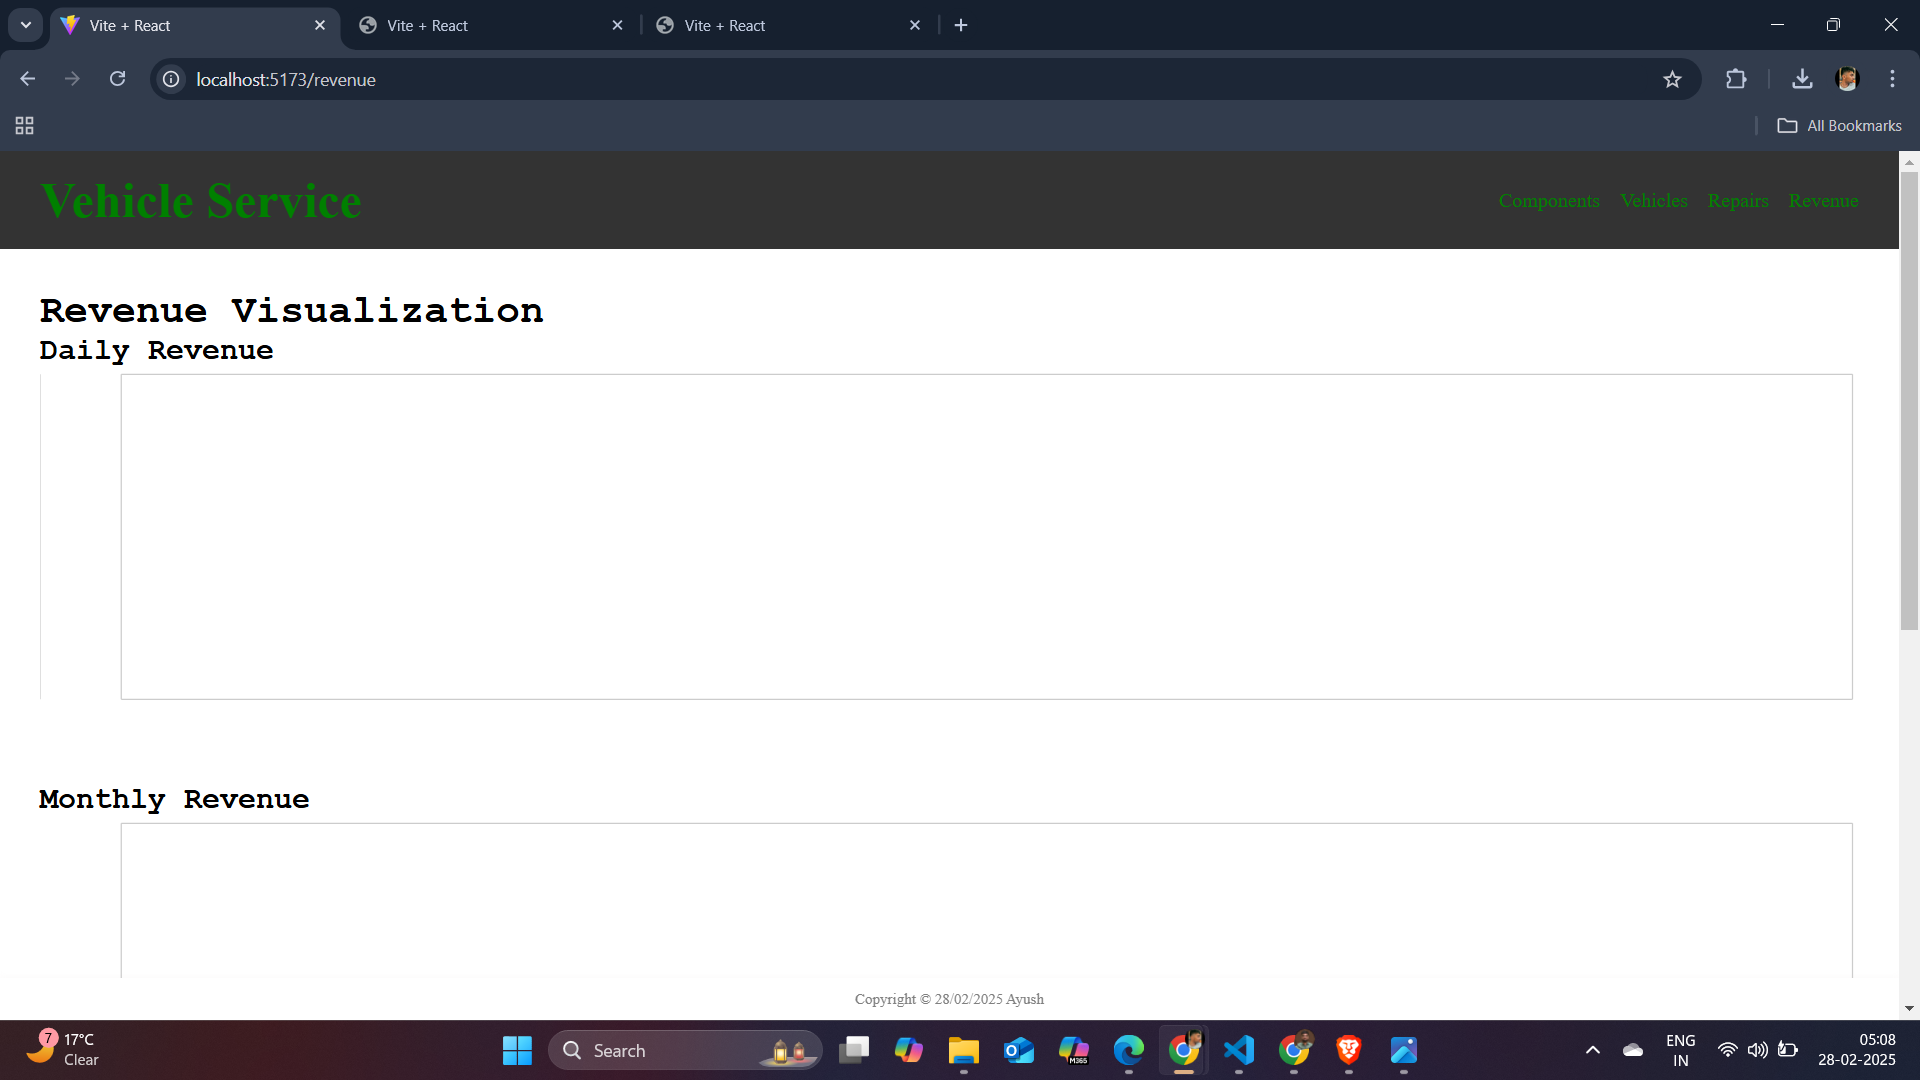 Vite + React
Vite + React
Vite + React
localhost:5173/revenue
All Bookmarks
Vehicle Service
Components Vehicles Repairs Revenue
Revenue Visualization
Daily Revenue
Monthly Revenue
Copyright © 28/02/2025 Ayush
7
17°C
Clear
Search
M365
ENG
IN
05:08
28-02-2025